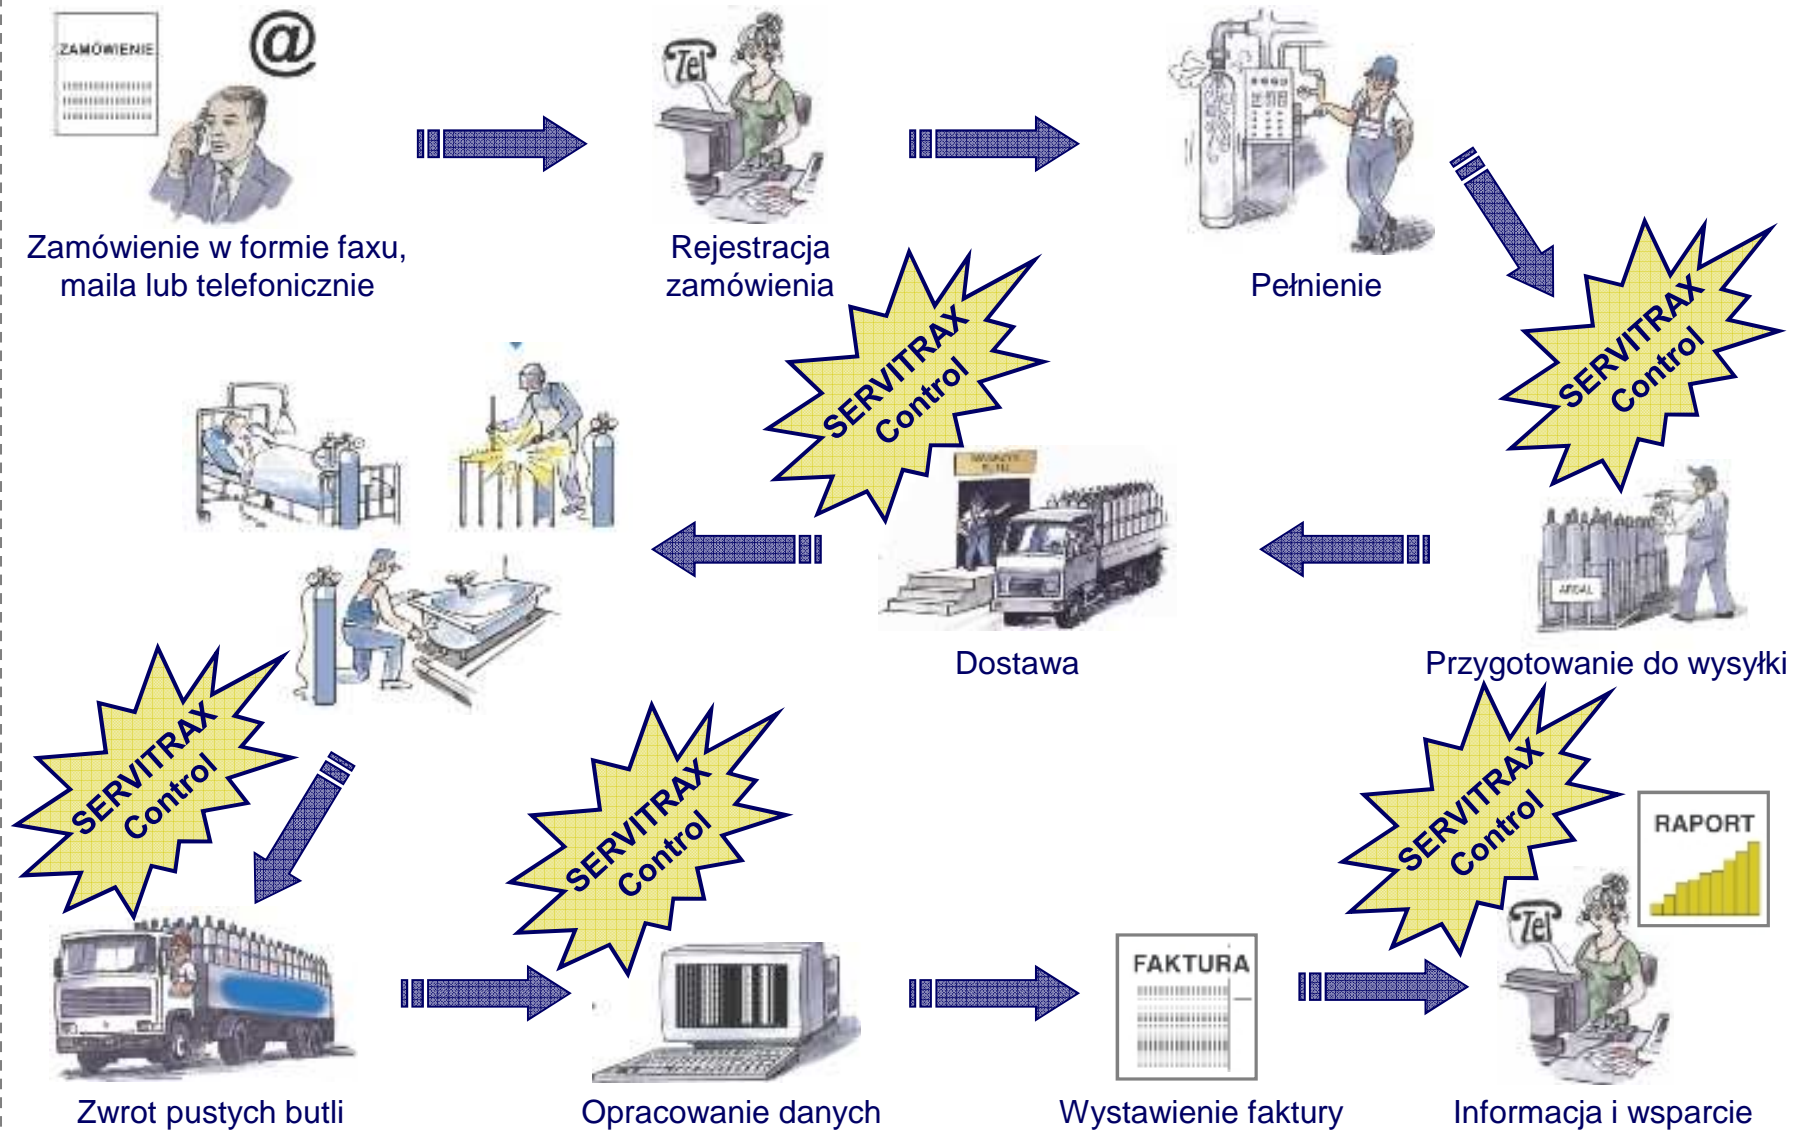 ZAMÓWIENIE
@
Zamówienie w formie faxu,
maila lub telefonicznie
Tel
Rejestracja
zamówienia
Pełnienie
SERVITRAX
Control
SERVITRAX
Control
Dostawa
Przygotowanie do wysyłki
SERVITRAX
Control
SERVITRAX
Control
SERVITRAX
Control
RAPORT
Tel
FAKTURA
Zwrot pustych butli
Opracowanie danych
Wystawienie faktury
Informacja i wsparcie